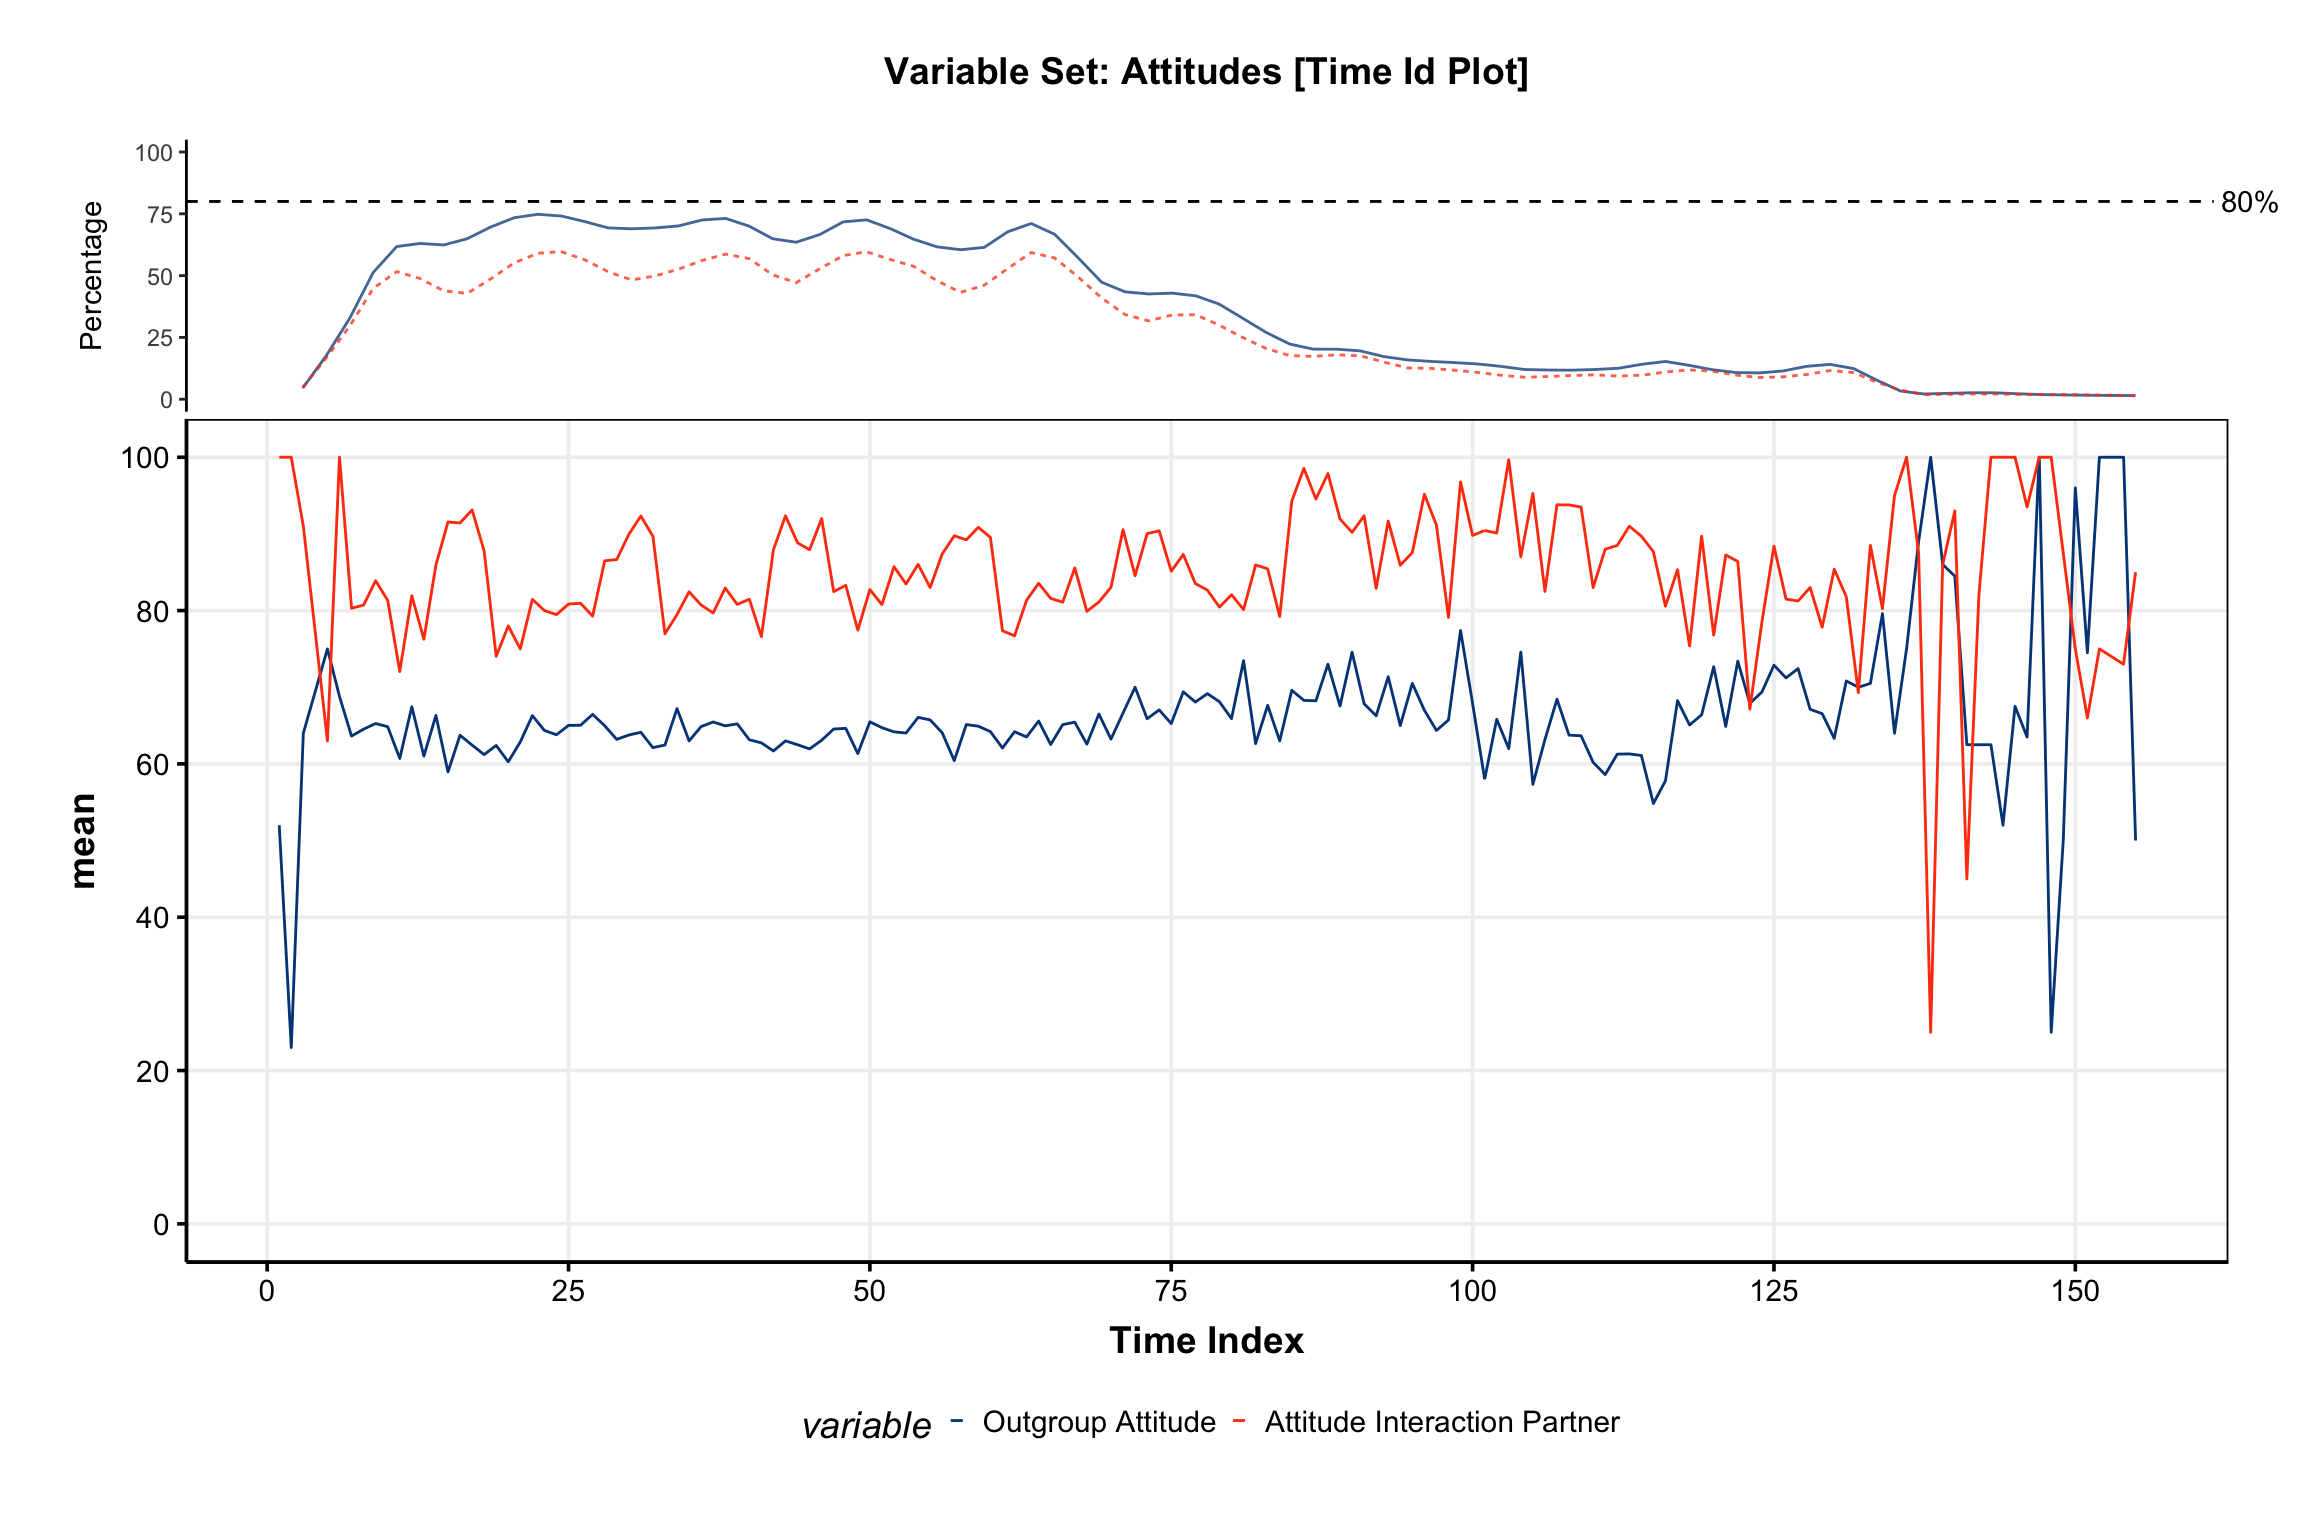 Variable Set: Attitudes [Time Id Plot]
Percentage
100
75
50
25
0
80%
mean
100
80
60
40
20
0
0 25 50 75 100 125 150
Time Index
variable Outgroup Attitude Attitude Interaction Partner